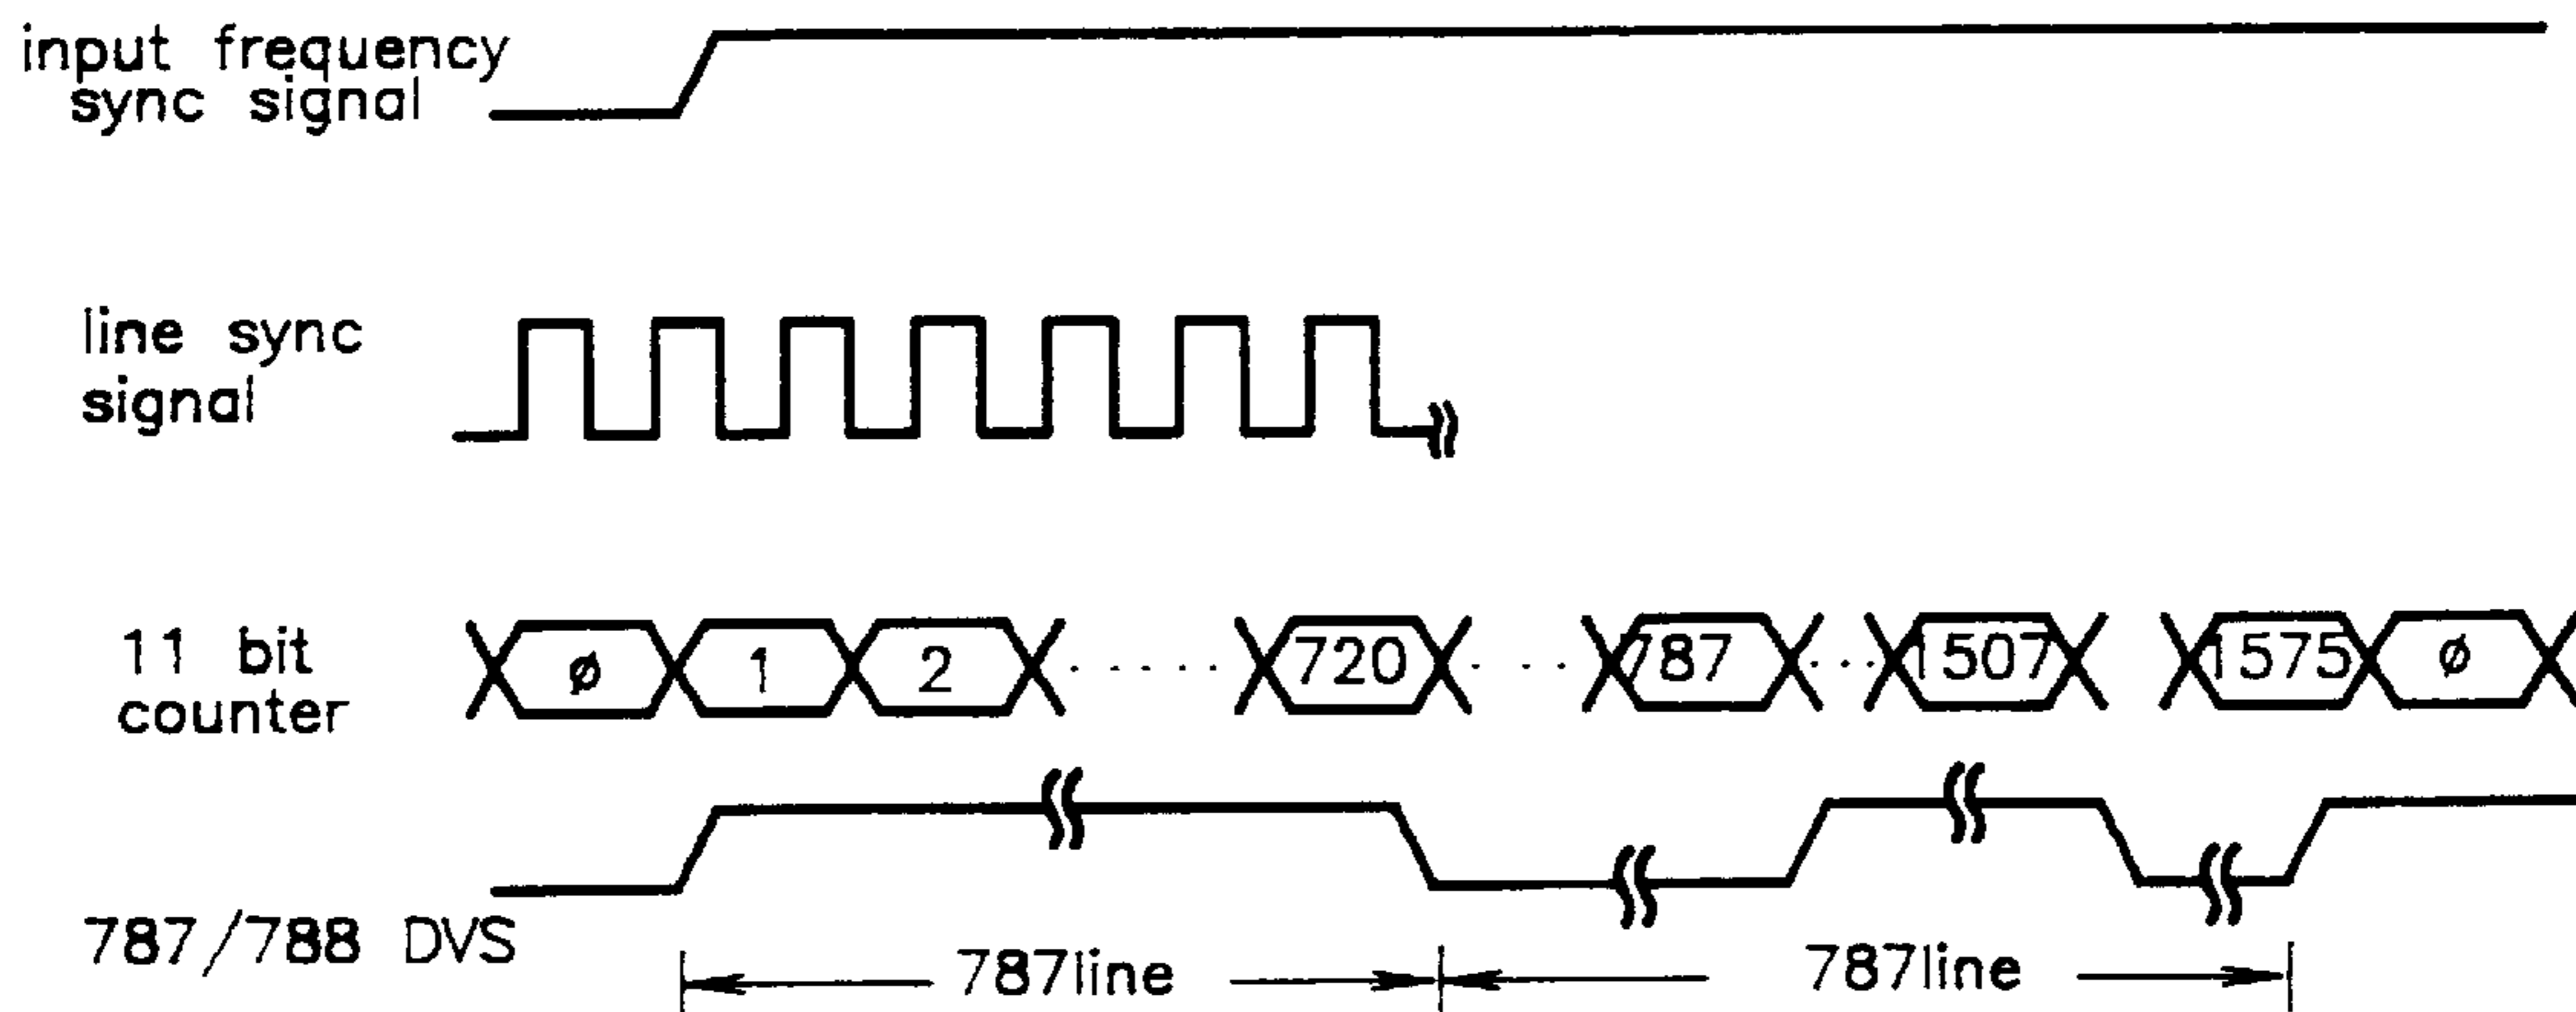 input frequency
sync signal
line sync
signal
11 bit
counter
ø 1 2 ..... 720 ... 787 ... 1507 1575 ø
787/788 DVS
787line 787line